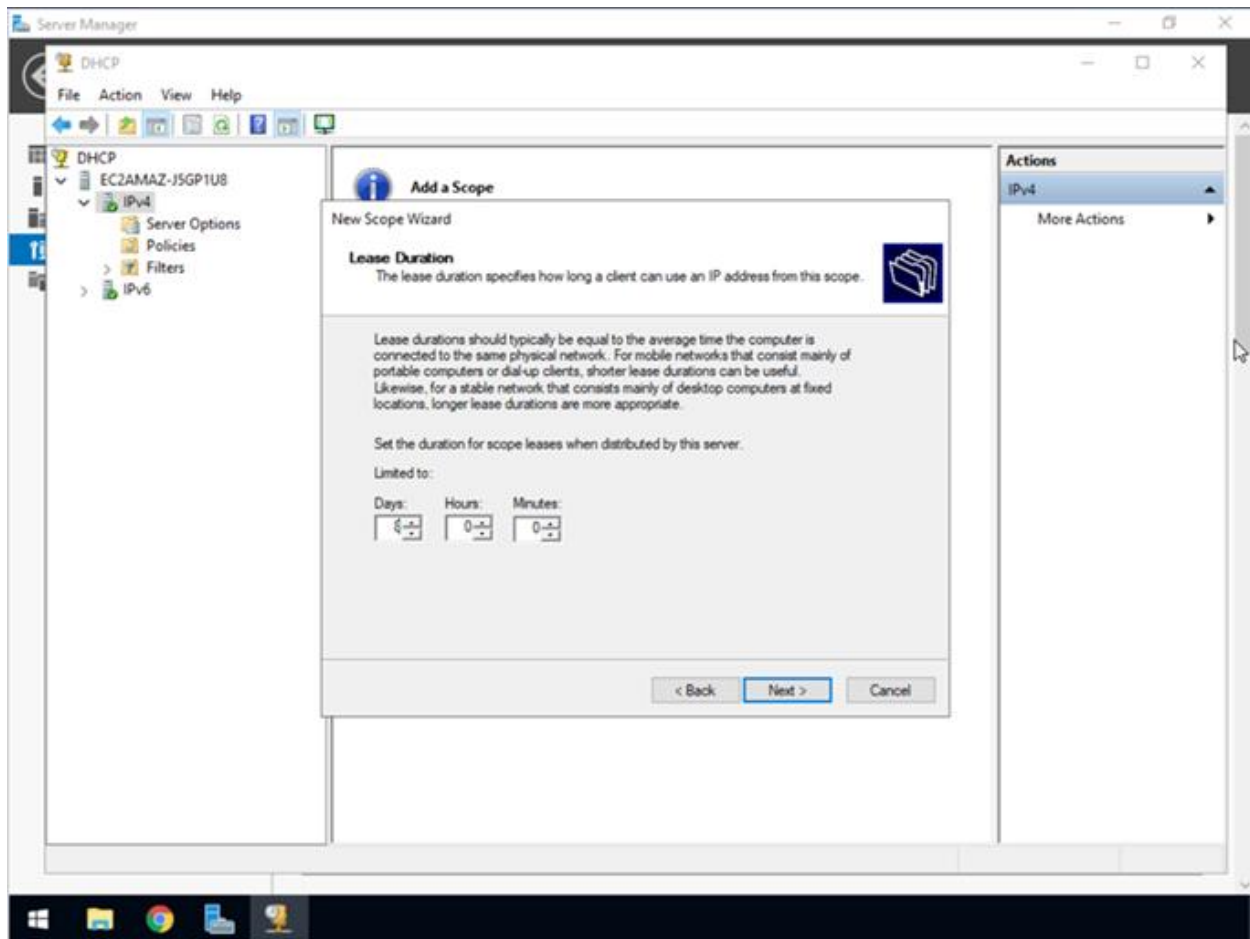 Server Manager
DHCP
File Action View Help
DHCP
EC2AMAZ-J5GP1U8
IPv4
Server Options
Policies
Filters
IPv6
Add a Scope
New Scope Wizard
Lease Duration
The lease duration specifies how long a client can use an IP address from this scope.
Lease durations should typically be equal to the average time the computer is
connected to the same physical network. For mobile networks that consist mainly of
portable computers or dial-up clients, shorter lease durations can be useful.
Likewise, for a stable network that consists mainly of desktop computers at fixed
locations, longer lease durations are more appropriate.
Set the duration for scope leases when distributed by this server.
Limited to:
Days: Hours: Minutes:
0 0
< Back Next > Cancel
Actions
IPv4
More Actions